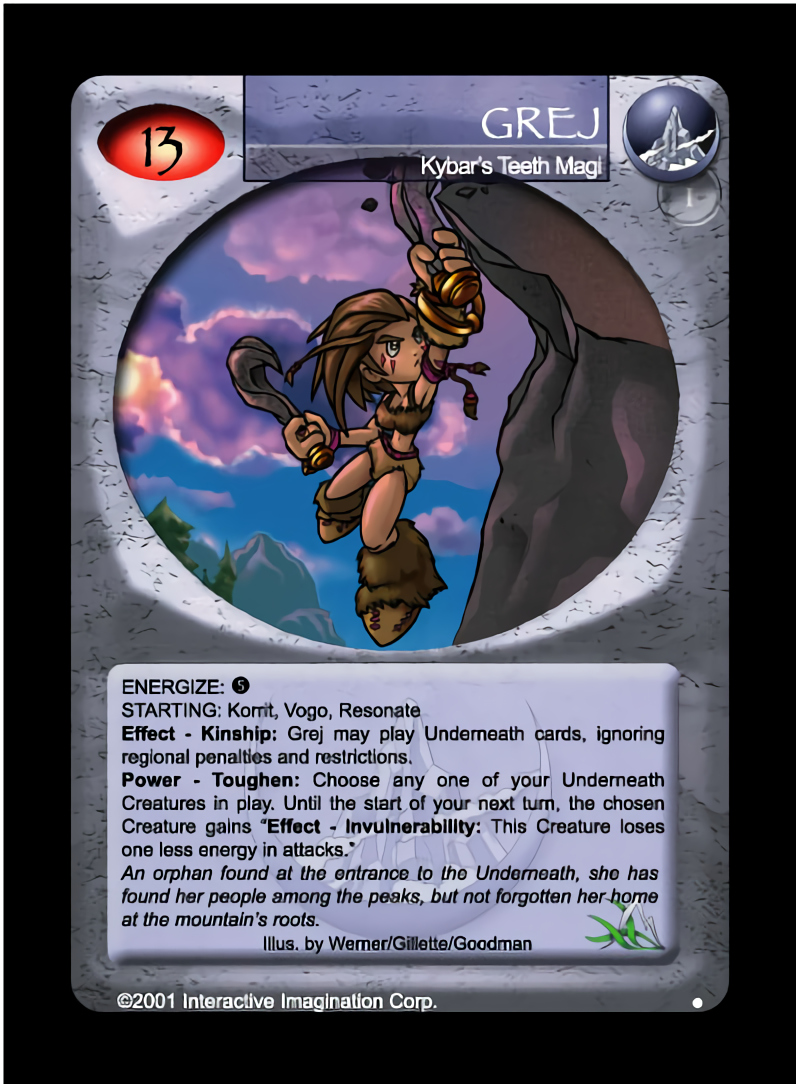 13
GREJ
Kybar's Teeth Magi
1
ENERGIZE: 5
STARTING: Korrit, Vogo, Resonate
Effect - Kinship: Grej may play Underneath cards, ignoring
regional penalties and restrictions.
Power - Toughen: Choose any one of your Underneath
Creatures in play. Until the start of your next turn, the chosen
Creature gains "Effect - Invulnerability: This Creature loses
one less energy in attacks."
An orphan found at the entrance to the Underneath, she has
found her people among the peaks, but not forgotten her home
at the mountain's roots.
Illus. by Werner/Gillette/Goodman
©2001 Interactive Imagination Corp.